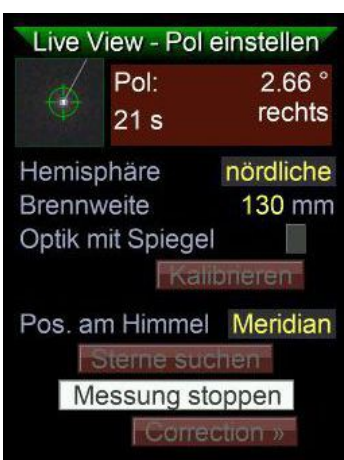 Live View - Pol einstellen
Pol: 2.66 °
21 s rechts
Hemisphäre nördliche
Brennweite 130 mm
Optik mit Spiegel
Kalibrieren
Pos. am Himmel Meridian
Sterne suchen
Messung stoppen
Correction »